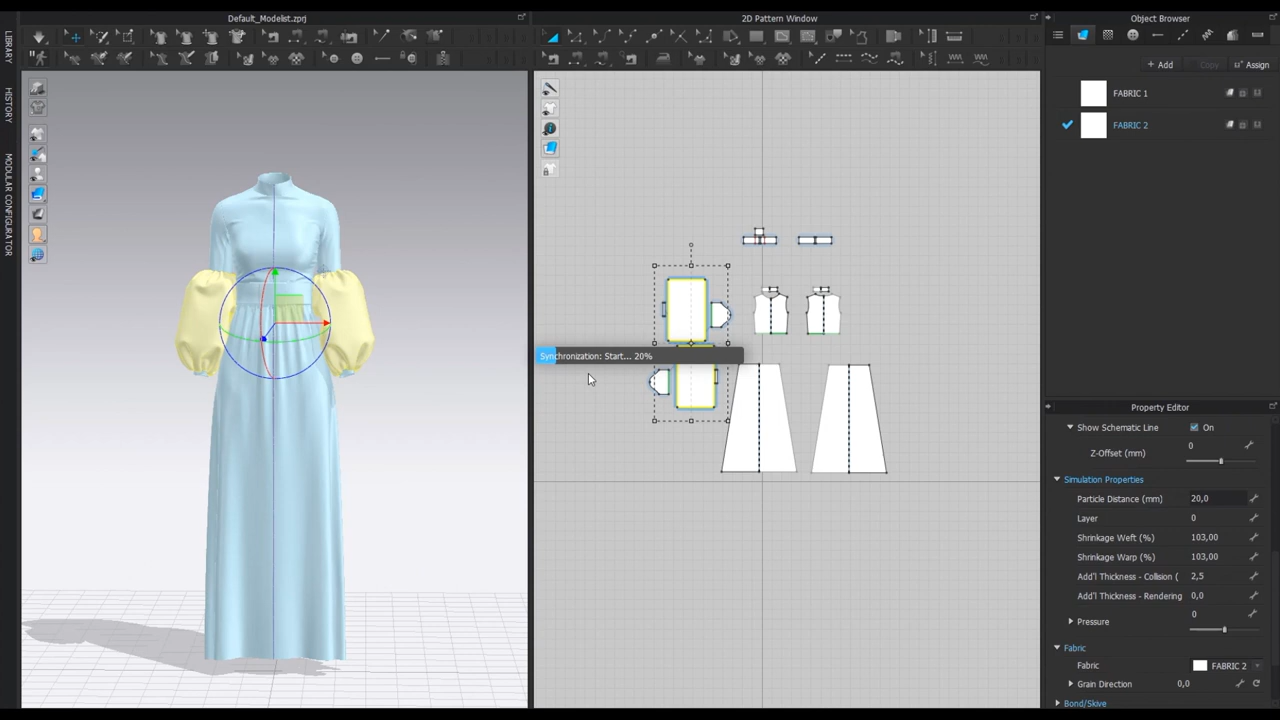 Default_Modelist.zprj
2D Pattern Window
Object Browser
LIBRARY
HISTORY
MODULAR CONFIGURATOR
+ Add
Copy
Assign
FABRIC 1
FABRIC 2
Synchronization: Start... 20%
Property Editor
Show Schematic Line
On
Z-Offset (mm)
0
Simulation Properties
Particle Distance (mm)
20,0
Layer
0
Shrinkage Weft (%)
103,00
Shrinkage Warp (%)
103,00
Add'l Thickness - Collision (
2,5
Add'l Thickness - Rendering
0,0
Pressure
0
Fabric
Fabric
FABRIC 2
Grain Direction
0,0
Bond/Skive